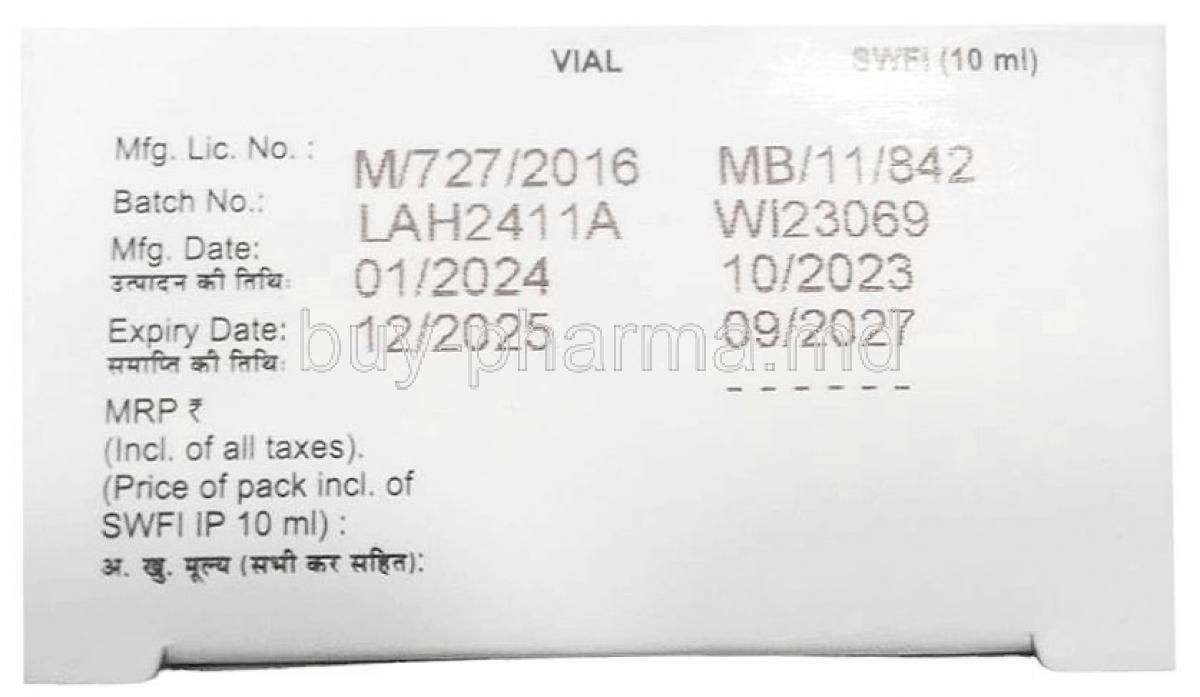 VIAL SWFI (10 ml)
Mfg. Lic. No. : M/727/2016 MB/11/842
Batch No.: LAH2411A WI23069
Mfg. Date: 01/2024 10/2023
उत्पादन की तिथि:
Expiry Date: 12/2025 09/2027
समाप्ति की तिथि:
buy-pharma.md
MRP ₹
(Incl. of all taxes).
(Price of pack incl. of
SWFI IP 10 ml) :
अ. खु. मूल्य (सभी कर सहित):